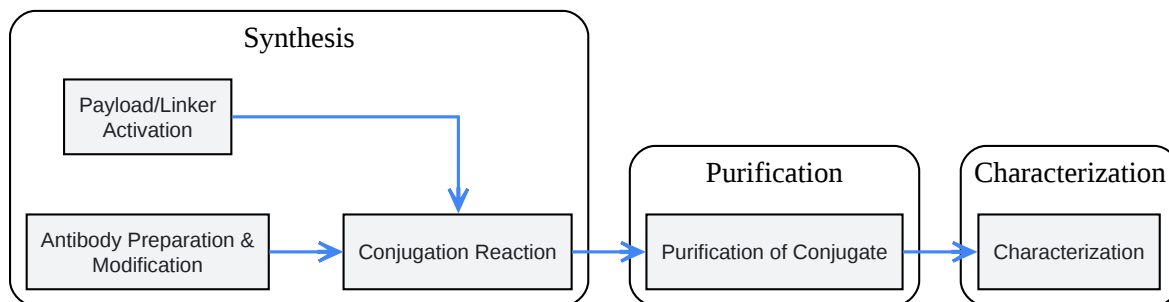 Synthesis
Payload/Linker
Activation
Antibody Preparation &
Modification
Conjugation Reaction
Purification
Purification of Conjugate
Characterization
Characterization